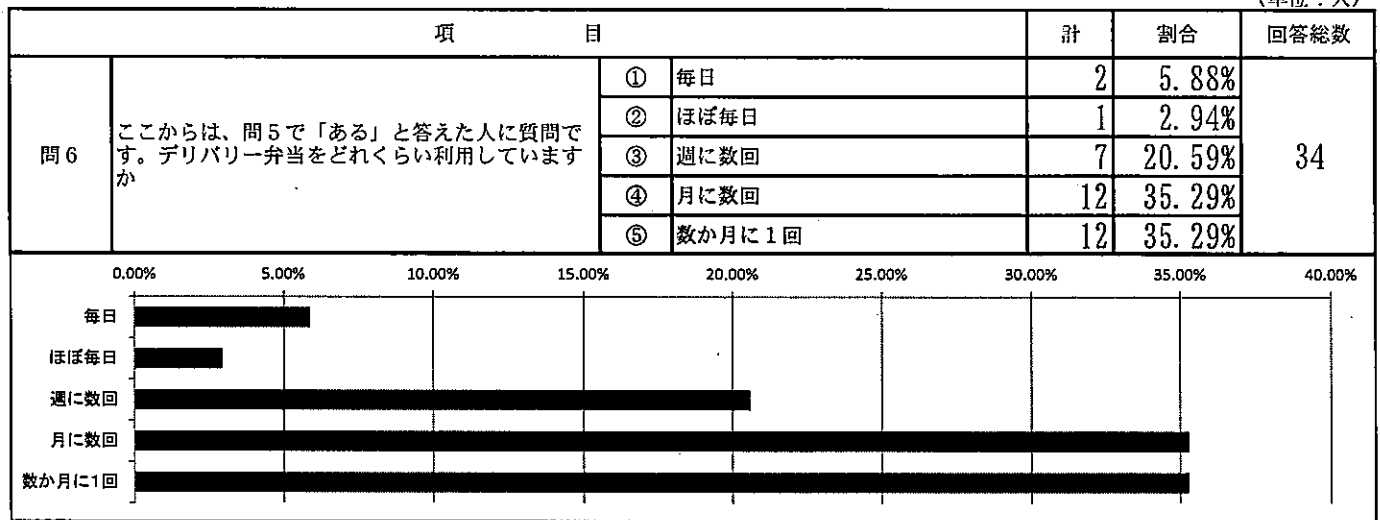 項 目 計 割合 回答総数
問6 ここからは、問5で「ある」と答えた人に質問で
す。デリバリー弁当をどれくらい利用しています
か
① 毎日 2 5.88%
② ほぼ毎日 1 2.94%
③ 週に数回 7 20.59%
④ 月に数回 12 35.29%
⑤ 数か月に1回 12 35.29%
34
0.00% 5.00% 10.00% 15.00% 20.00% 25.00% 30.00% 35.00% 40.00%
毎日
ほぼ毎日
週に数回
月に数回
数か月に1回